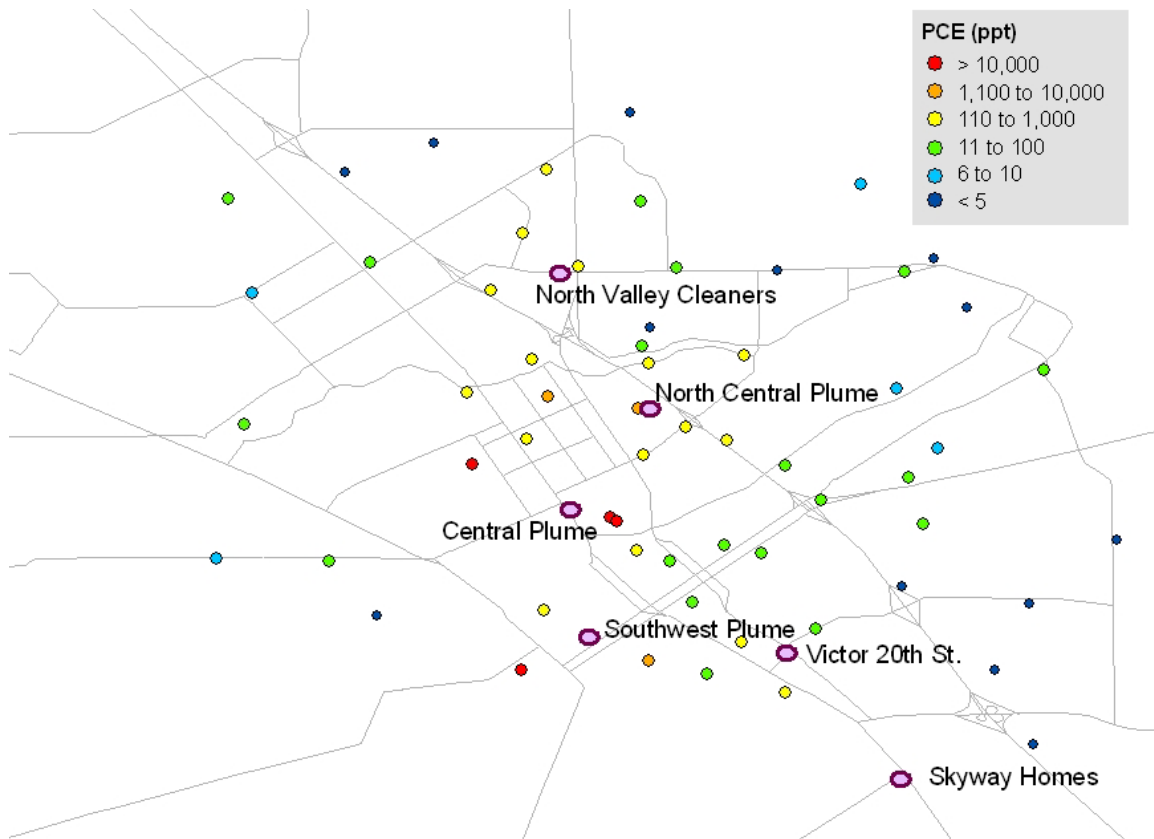 PCE (ppt)
> 10,000
1,100 to 10,000
110 to 1,000
11 to 100
6 to 10
< 5
North Valley Cleaners
North Central Plume
Central Plume
Southwest Plume
Victor 20th St.
Skyway Homes